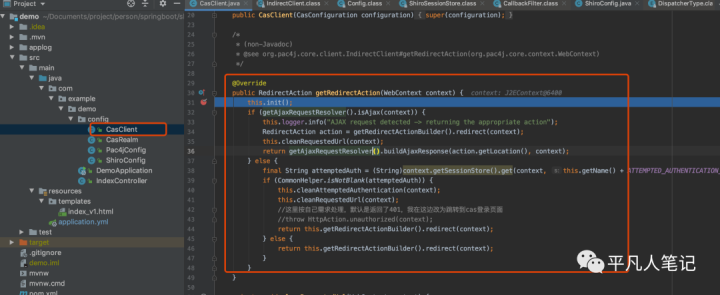 Project
CasClient.java
IndirectClient.class
Config.class
ShiroSessionStore.class
CallbackFilter.class
ShiroConfig.java
DispatcherType.cla
demo ~/Documents/project/person/springboot/s
.idea
.mvn
applog
src
main
java
com
example
demo
config
CasClient
CasRealm
Pac4jConfig
ShiroConfig
DemoApplication
IndexController
resources
templates
index_v1.html
application.yml
test
target
.gitignore
demo.iml
mvnw
mvnw.cmd
pom.xml
public CasClient(CasConfiguration configuration) { super(configuration); }
/*
* (non-Javadoc)
* @see org.pac4j.core.client.IndirectClient#getRedirectAction(org.pac4j.core.context.WebContext)
*/
@Override
public RedirectAction getRedirectAction(WebContext context) { context: J2EContext@6400
this.init();
if (getAjaxRequestResolver().isAjax(context)) {
this.logger.info("AJAX request detected -> returning the appropriate action");
RedirectAction action = getRedirectActionBuilder().redirect(context);
this.cleanRequestedUrl(context);
return getAjaxRequestResolver().buildAjaxResponse(action.getLocation(), context);
} else {
final String attemptedAuth = (String)context.getSessionStore().get(context, this.getName() + ATTEMPTED_AUTHENTICATION_
if (CommonHelper.isNotBlank(attemptedAuth)) {
this.cleanAttemptedAuthentication(context);
this.cleanRequestedUrl(context);
//这里按自己需求处理，默认是返回了401，我在这边改为跳转到cas登录页面
//throw HttpAction.unauthorized(context);
return this.getRedirectActionBuilder().redirect(context);
} else {
return this.getRedirectActionBuilder().redirect(context);
}
}
}
平凡人笔记